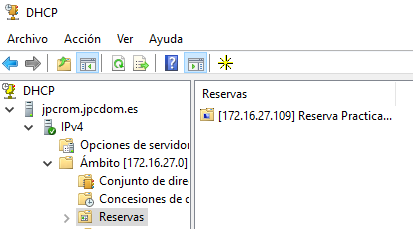 DHCP
Archivo Acción Ver Ayuda
DHCP
jpcrom.jpcdom.es
IPv4
Opciones de servido
Ámbito [172.16.27.0]
Conjunto de dire
Concesiones de c
Reservas
Reservas
[172.16.27.109] Reserva Practica...